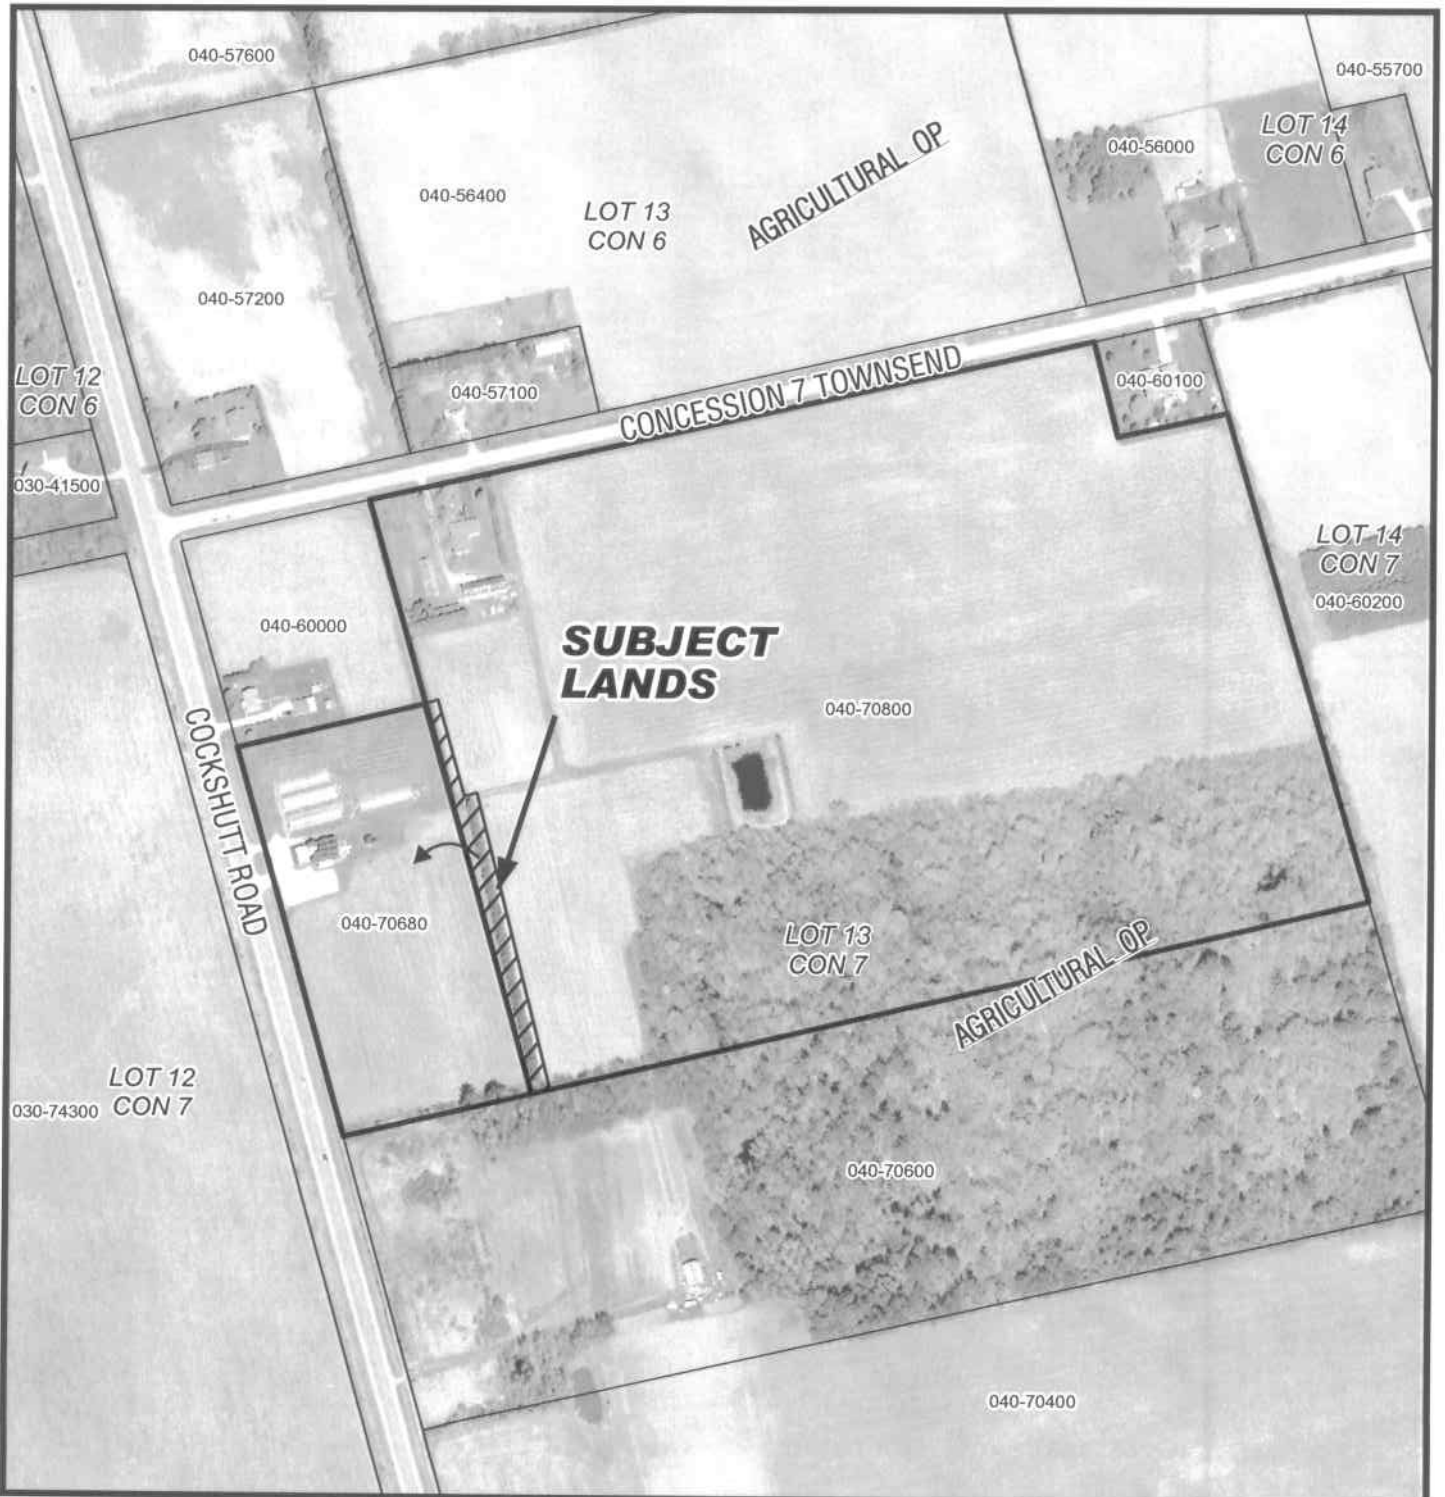 040-57600
040-55700
LOT 14
CON 6
040-56000
AGRICULTURAL OP
040-56400
LOT 13
CON 6
040-57200
LOT 12
CON 6
040-57100
CONCESSION 7 TOWNSEND
040-60100
030-41500
LOT 14
CON 7
040-60200
040-60000
SUBJECT
LANDS
040-70800
COCKSHUTT ROAD
040-70680
LOT 13
CON 7
AGRICULTURAL OP
LOT 12
CON 7
030-74300
040-70600
040-70400